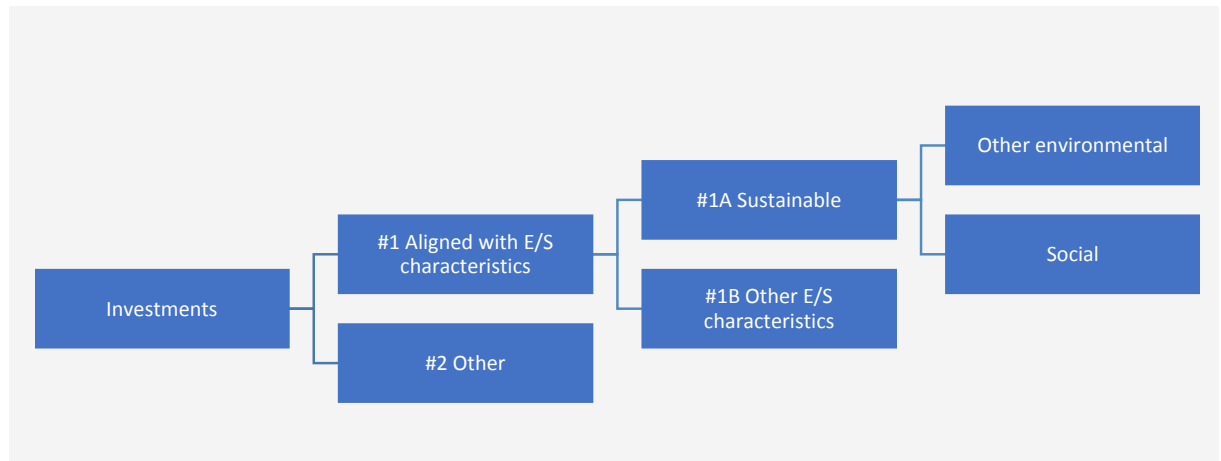 Investments
#1 Aligned with E/S
characteristics
#2 Other
#1A Sustainable
#1B Other E/S
characteristics
Other environmental
Social